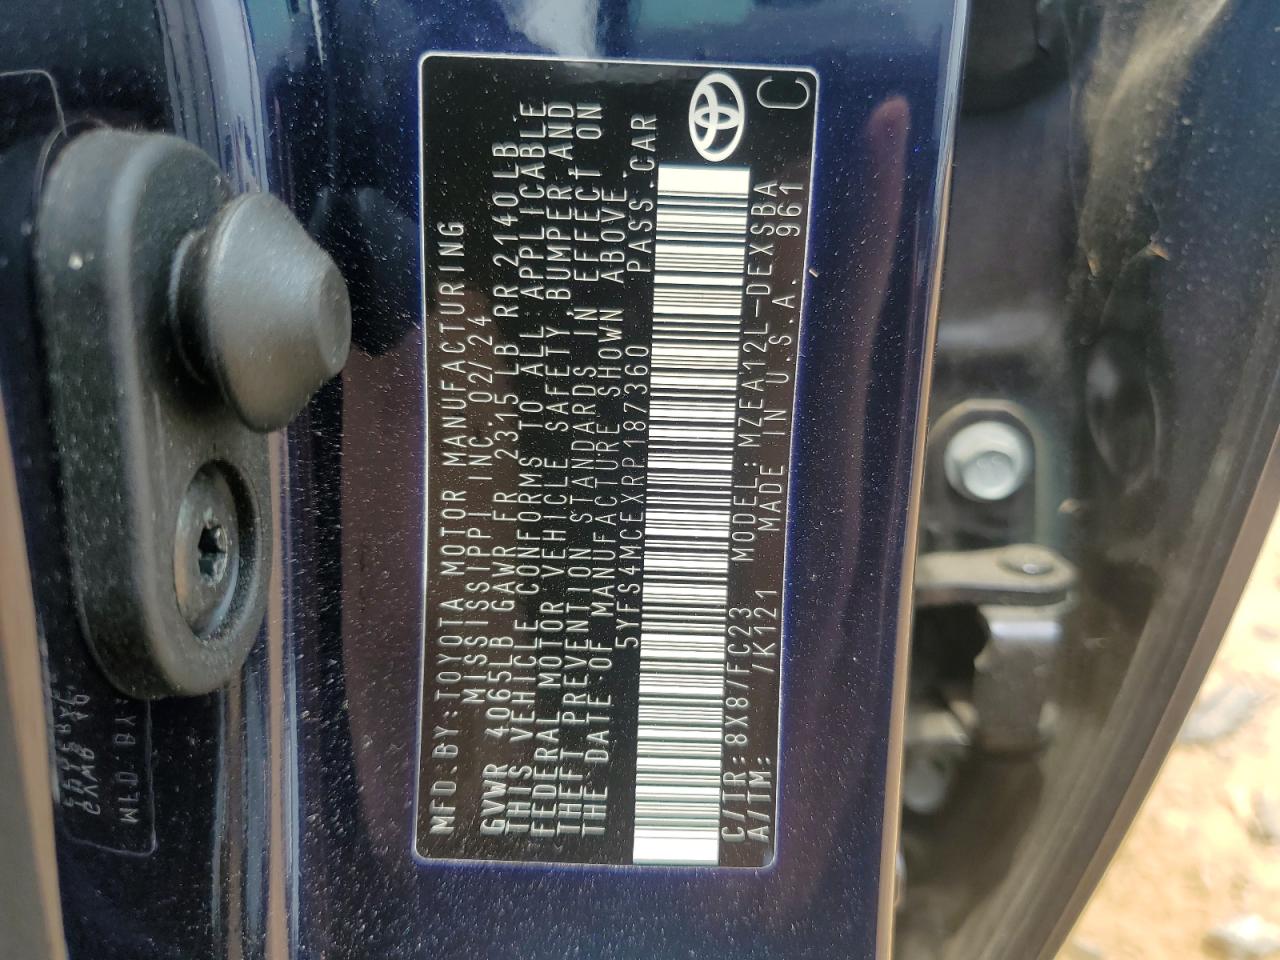 MFD.BY:TOYOTA MOTOR MANUFACTURING
MISSISSIPPI INC. 02/24
GVWR 4065LB GAWR FR 2315 LB RR 2140LB
THIS VEHICLE CONFORMS TO ALL APPLICABLE
FEDERAL MOTOR VEHICLE SAFETY,BUMPER AND
THEFT PREVENTION STANDARDS IN EFFECT ON
THE DATE OF MANUFACTURE SHOWN ABOVE.
5YFS4MCEXRP187360 PASS.CAR
C/TR:8X8/FC23 MODEL:MZEA12L-DEXSBA
A/TM: /K121 MADE IN U.S.A. 961
C